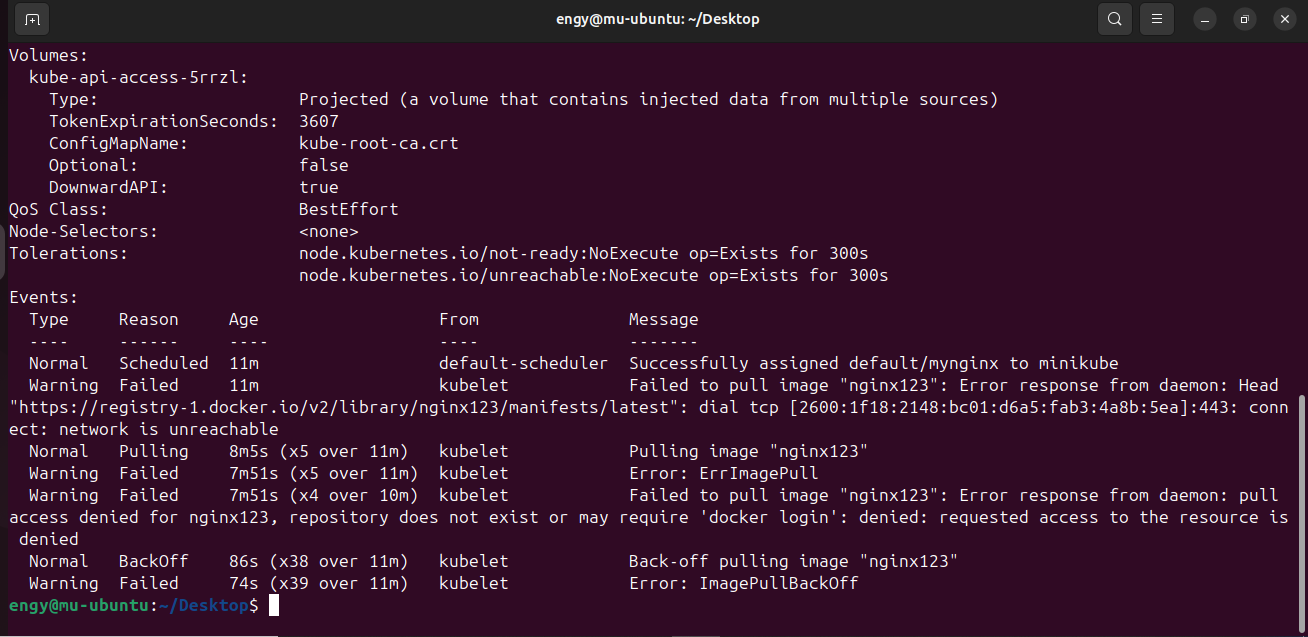 engy@mu-ubuntu: ~/Desktop
Volumes:
  kube-api-access-5rrzl:
    Type:                    Projected (a volume that contains injected data from multiple sources)
    TokenExpirationSeconds:  3607
    ConfigMapName:           kube-root-ca.crt
    Optional:                false
    DownwardAPI:             true
QoS Class:                   BestEffort
Node-Selectors:              <none>
Tolerations:                 node.kubernetes.io/not-ready:NoExecute op=Exists for 300s
                             node.kubernetes.io/unreachable:NoExecute op=Exists for 300s
Events:
  Type     Reason     Age                  From               Message
  ----     ------     ----                 ----               -------
  Normal   Scheduled  11m                  default-scheduler  Successfully assigned default/mynginx to minikube
  Warning  Failed     11m                  kubelet            Failed to pull image "nginx123": Error response from daemon: Head
"https://registry-1.docker.io/v2/library/nginx123/manifests/latest": dial tcp [2600:1f18:2148:bc01:d6a5:fab3:4a8b:5ea]:443: conn
ect: network is unreachable
  Normal   Pulling    8m5s (x5 over 11m)   kubelet            Pulling image "nginx123"
  Warning  Failed     7m51s (x5 over 11m)  kubelet            Error: ErrImagePull
  Warning  Failed     7m51s (x4 over 10m)  kubelet            Failed to pull image "nginx123": Error response from daemon: pull
access denied for nginx123, repository does not exist or may require 'docker login': denied: requested access to the resource is
 denied
  Normal   BackOff    86s (x38 over 11m)   kubelet            Back-off pulling image "nginx123"
  Warning  Failed     74s (x39 over 11m)   kubelet            Error: ImagePullBackOff
engy@mu-ubuntu:~/Desktop$